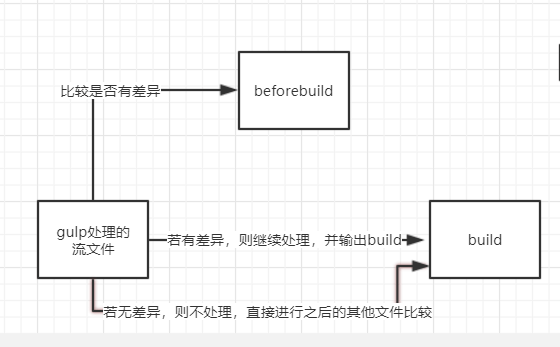 比较是否有差异
beforebuild
gulp处理的
流文件
若有差异，则继续处理，并输出build
build
若无差异，则不处理，直接进行之后的其他文件比较